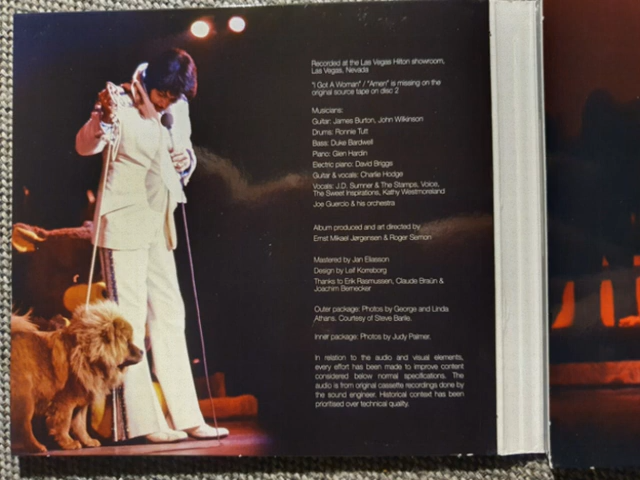 Recorded at the Las Vegas Hilton showroom,
Las Vegas, Nevada
"I Got A Woman" / "Amen" is missing on the
original source tape on disc 2
Musicians:
Guitar: James Burton, John Wilkinson
Drums: Ronnie Tutt
Bass: Duke Bardwell
Piano: Glen Hardin
Electric piano: David Briggs
Guitar & vocals: Charlie Hodge
Vocals: J.D. Sumner & The Stamps, Voice,
The Sweet Inspirations, Kathy Westmoreland
Joe Guercio & his orchestra
Album produced and art directed by
Ernst Mikael Jørgensen & Roger Semon
Mastered by Jan Eliasson
Design by Leif Korreborg
Thanks to Erik Rasmussen, Claude Braün &
Joachim Bernecker
Outer package: Photos by George and Linda
Athans. Courtesy of Steve Barile.
Inner package: Photos by Judy Palmer.
In relation to the audio and visual elements,
every effort has been made to improve content
considered below normal specifications. The
audio is from original cassette recordings done by
the sound engineer. Historical context has been
prioritised over technical quality.